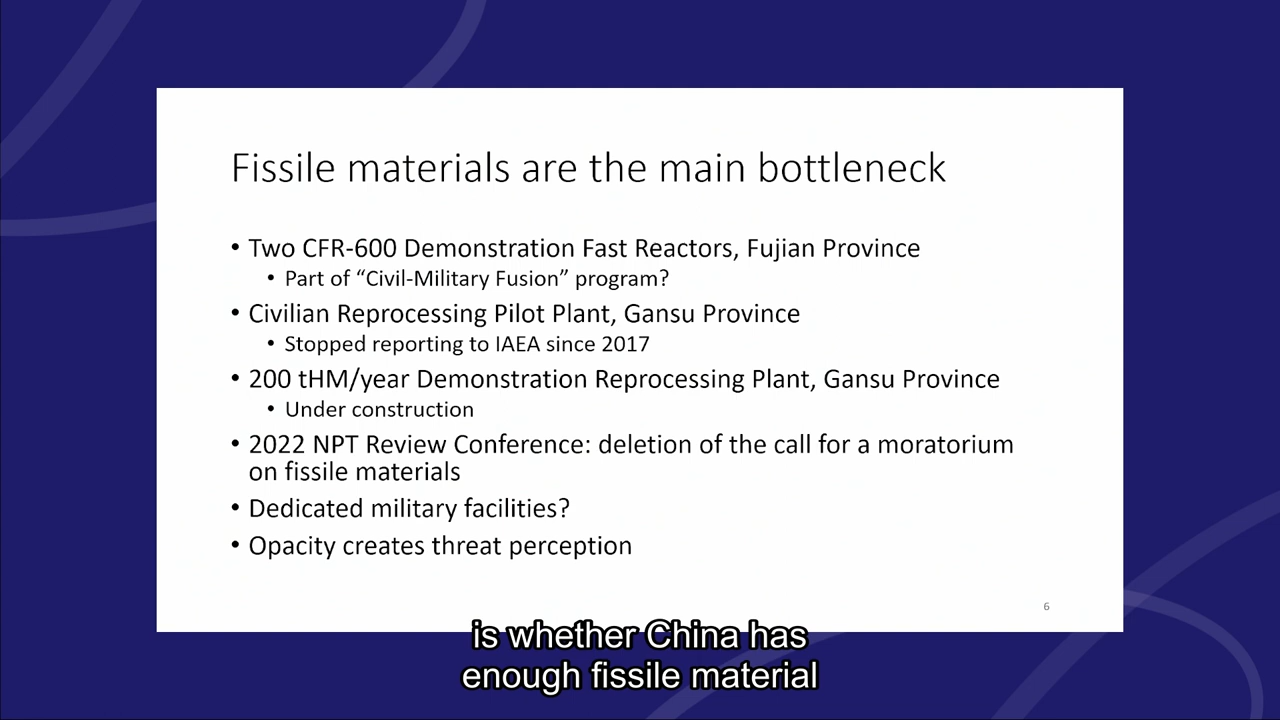 Fissile materials are the main bottleneck
• Two CFR-600 Demonstration Fast Reactors, Fujian Province
• Part of “Civil-Military Fusion” program?
• Civilian Reprocessing Pilot Plant, Gansu Province
• Stopped reporting to IAEA since 2017
• 200 tHM/year Demonstration Reprocessing Plant, Gansu Province
• Under construction
• 2022 NPT Review Conference: deletion of the call for a moratorium
on fissile materials
• Dedicated military facilities?
• Opacity creates threat perception
6
is whether China has
enough fissile material